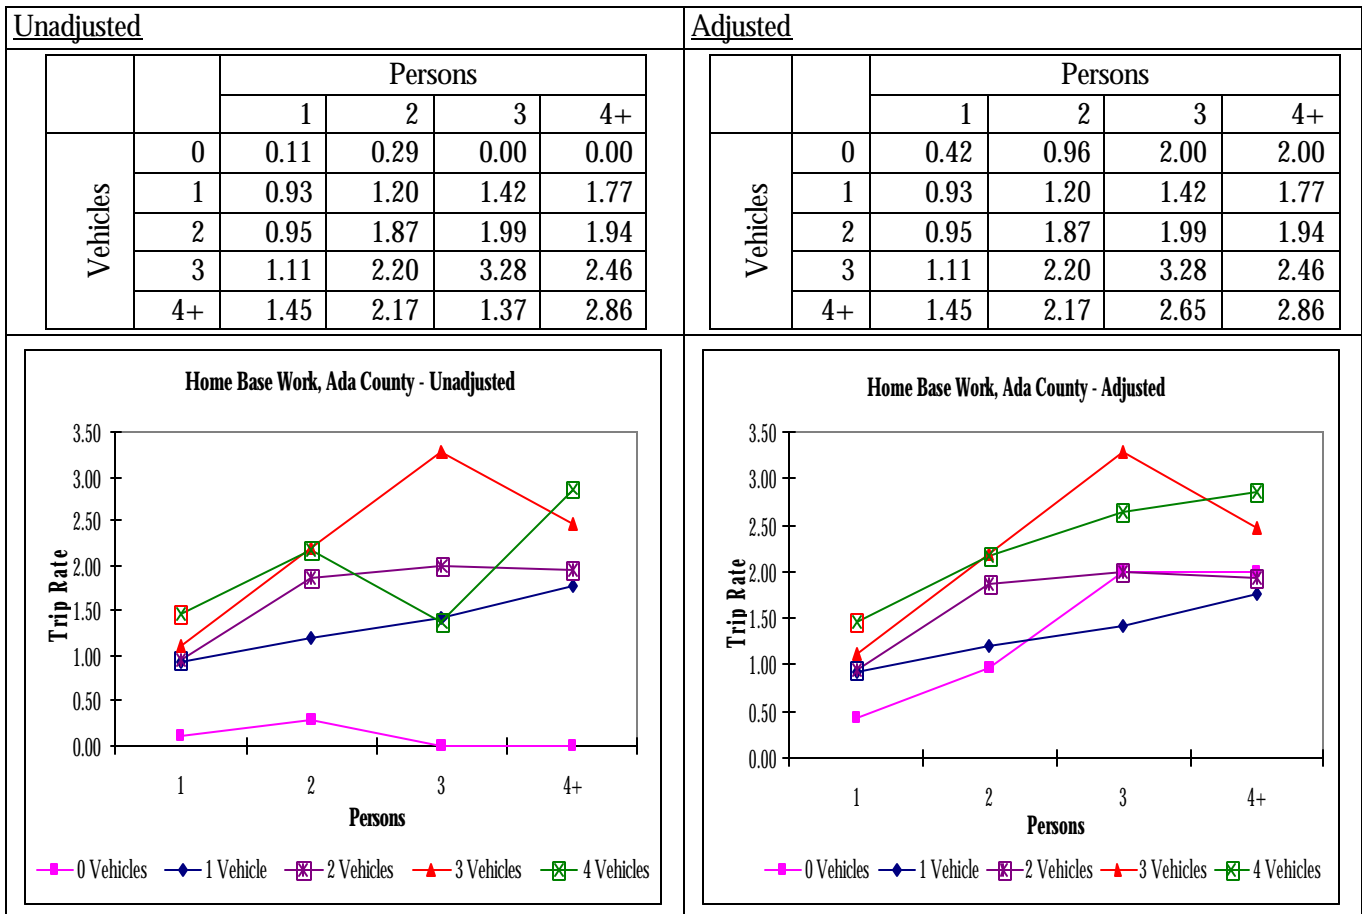 Unadjusted
Persons
1 2 3 4+
Vehicles
0 0.11 0.29 0.00 0.00
1 0.93 1.20 1.42 1.77
2 0.95 1.87 1.99 1.94
3 1.11 2.20 3.28 2.46
4+ 1.45 2.17 1.37 2.86
Adjusted
Persons
1 2 3 4+
Vehicles
0 0.42 0.96 2.00 2.00
1 0.93 1.20 1.42 1.77
2 0.95 1.87 1.99 1.94
3 1.11 2.20 3.28 2.46
4+ 1.45 2.17 2.65 2.86
Home Base Work, Ada County - Unadjusted
Trip Rate
3.50
3.00
2.50
2.00
1.50
1.00
0.50
0.00
1 2 3 4+
Persons
0 Vehicles 1 Vehicle 2 Vehicles 3 Vehicles 4 Vehicles
Home Base Work, Ada County - Adjusted
Trip Rate
3.50
3.00
2.50
2.00
1.50
1.00
0.50
0.00
1 2 3 4+
Persons
0 Vehicles 1 Vehicle 2 Vehicles 3 Vehicles 4 Vehicles